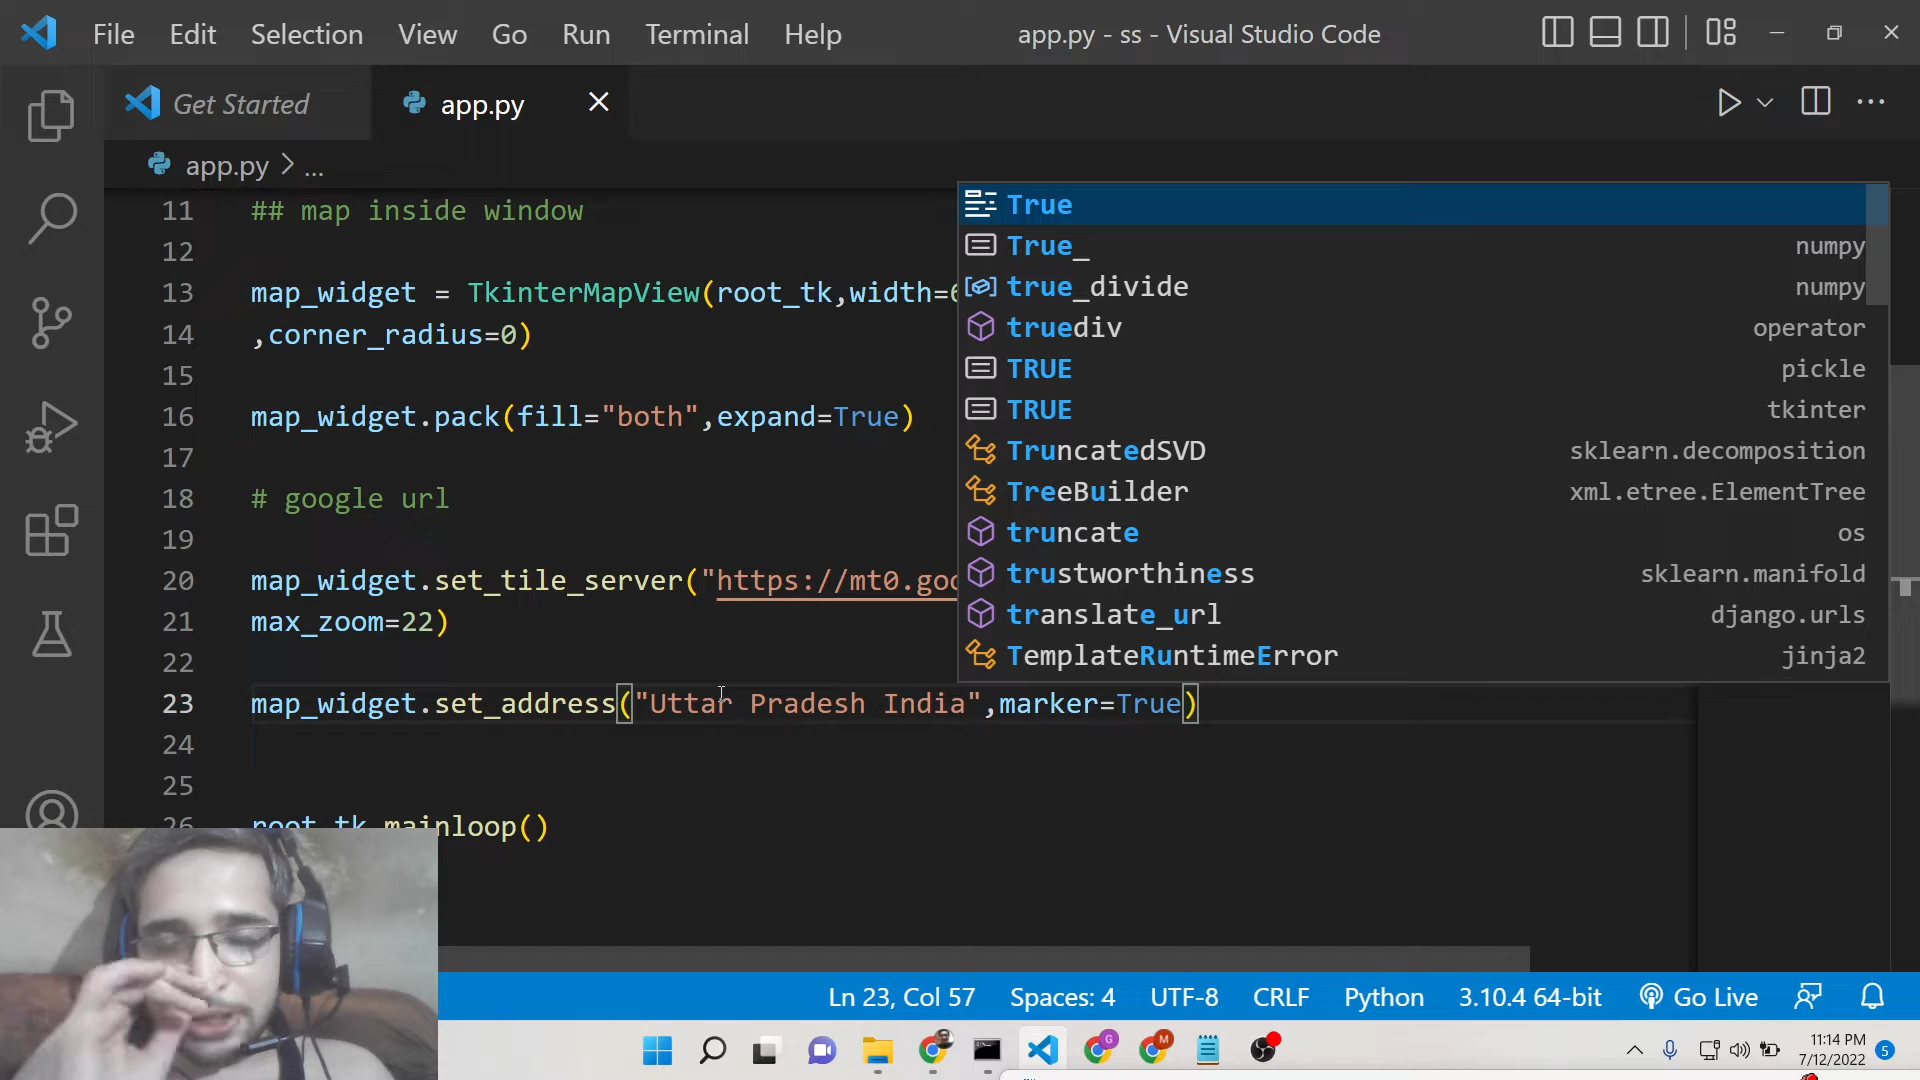 File Edit Selection View Go Run Terminal Help app.py - ss - Visual Studio Code
Get Started app.py
app.py > ...
11 ## map inside window
12
13 map_widget = TkinterMapView(root_tk,width=
14 ,corner_radius=0)
15
16 map_widget.pack(fill="both",expand=True)
17
18 # google url
19
20 map_widget.set_tile_server("https://mt0.goo
21 max_zoom=22)
22
23 map_widget.set_address("Uttar Pradesh India",marker=True)
24
25
26 root_tk.mainloop()
True
True_ numpy
true_divide numpy
truediv operator
TRUE pickle
TRUE tkinter
TruncatedSVD sklearn.decomposition
TreeBuilder xml.etree.ElementTree
truncate os
trustworthiness sklearn.manifold
translate_url django.urls
TemplateRuntimeError jinja2
Ln 23, Col 57 Spaces: 4 UTF-8 CRLF Python 3.10.4 64-bit Go Live
G M
11:14 PM
7/12/2022 5